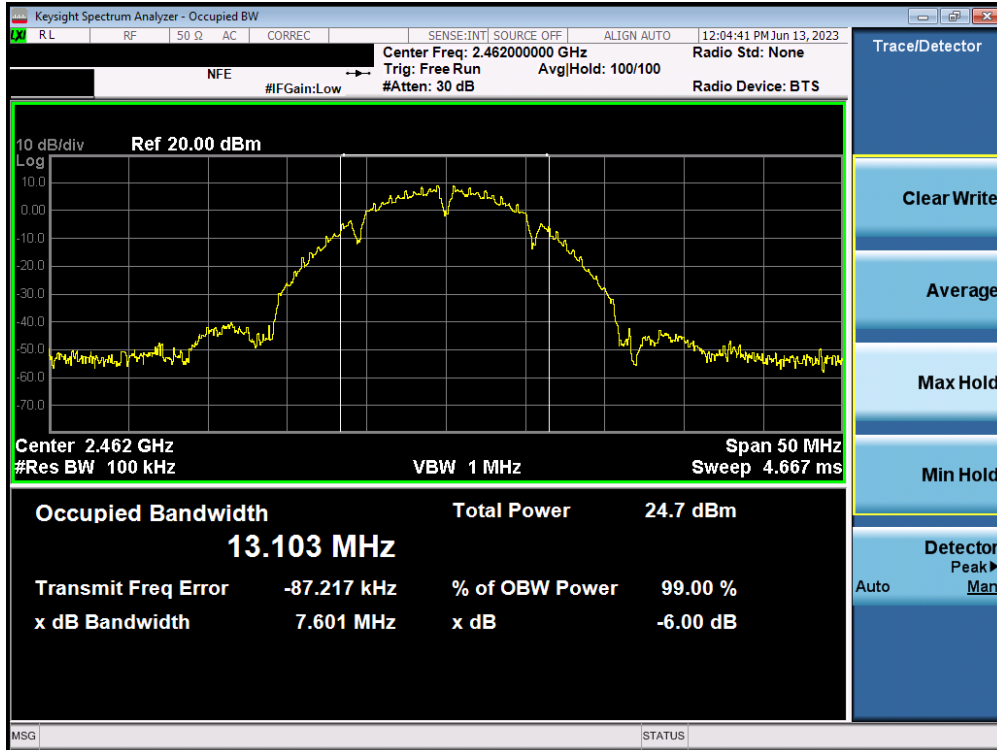 Keysight Spectrum Analyzer - Occupied BW
LXI RL RF 50 Ω AC CORREC SENSE:INT SOURCE OFF ALIGN AUTO 12:04:41 PM Jun 13, 2023
Center Freq: 2.462000000 GHz Radio Std: None
NFE Trig: Free Run Avg|Hold: 100/100
#IFGain:Low #Atten: 30 dB Radio Device: BTS
Trace/Detector
10 dB/div Ref 20.00 dBm
Log
10.0
0.00
-10.0
-20.0
-30.0
-40.0
-50.0
-60.0
-70.0
Center 2.462 GHz Span 50 MHz
#Res BW 100 kHz VBW 1 MHz Sweep 4.667 ms
Occupied Bandwidth Total Power 24.7 dBm
13.103 MHz
Transmit Freq Error -87.217 kHz % of OBW Power 99.00 %
x dB Bandwidth 7.601 MHz x dB -6.00 dB
Clear Write
Average
Max Hold
Min Hold
Detector
Peak▶
Auto Man
MSG STATUS